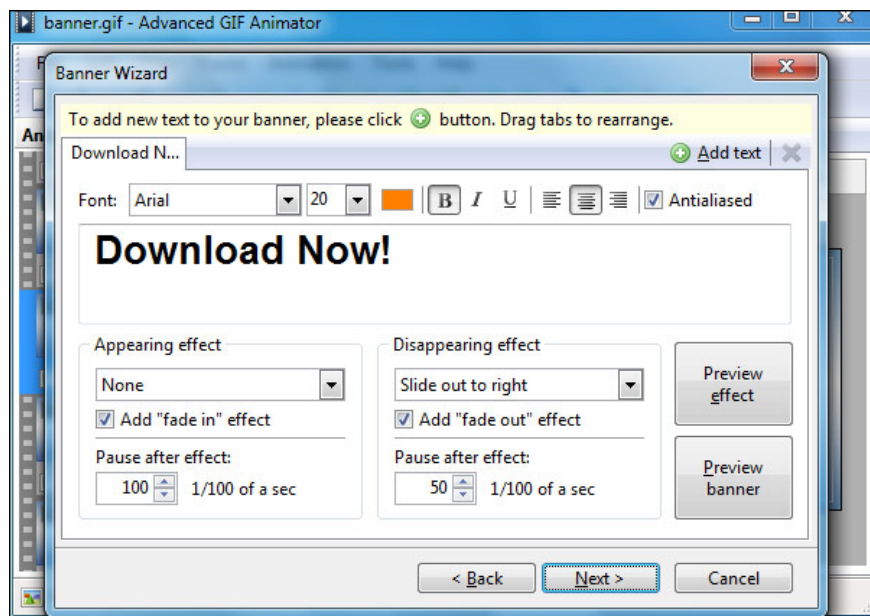 banner.gif - Advanced GIF Animator
Banner Wizard
To add new text to your banner, please click button. Drag tabs to rearrange.
An
Download N...
Add text
Font: Arial 20 B I U Antialiased
Download Now!
Appearing effect
Disappearing effect
None
Slide out to right
Preview effect
Add "fade in" effect
Add "fade out" effect
Pause after effect:
Pause after effect:
100 1/100 of a sec
50 1/100 of a sec
Preview banner
< Back
Next >
Cancel